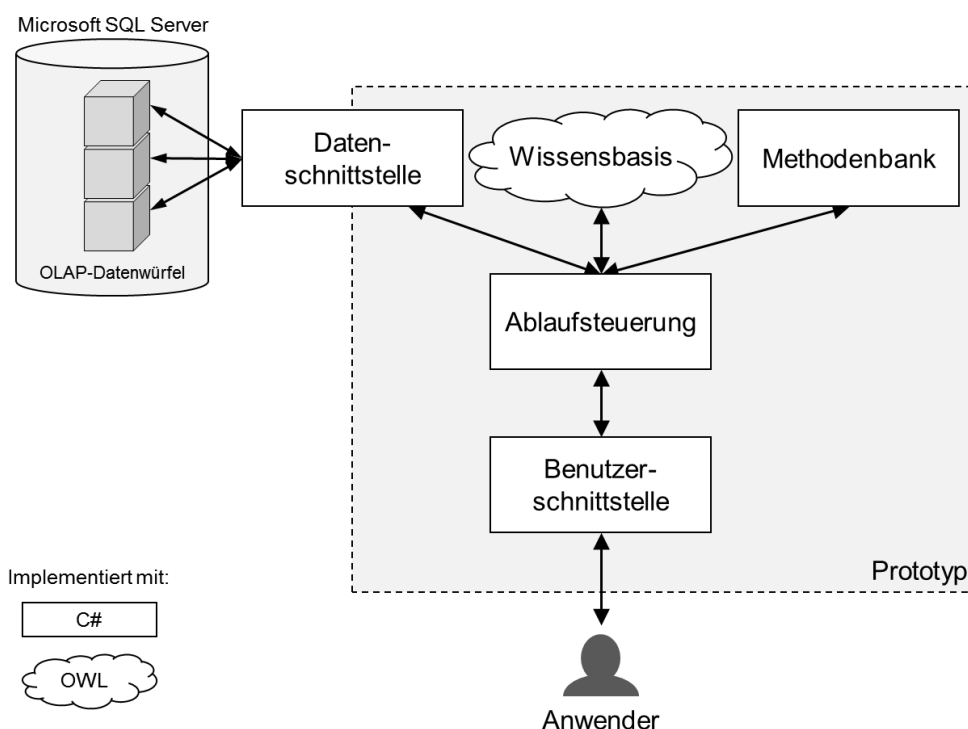 Microsoft SQL Server
OLAP-Datenwürfel
Daten-
schnittstelle
Wissensbasis
Methodenbank
Ablaufsteuerung
Benutzer-
schnittstelle
Prototyp
Anwender
Implementiert mit:
C#
OWL